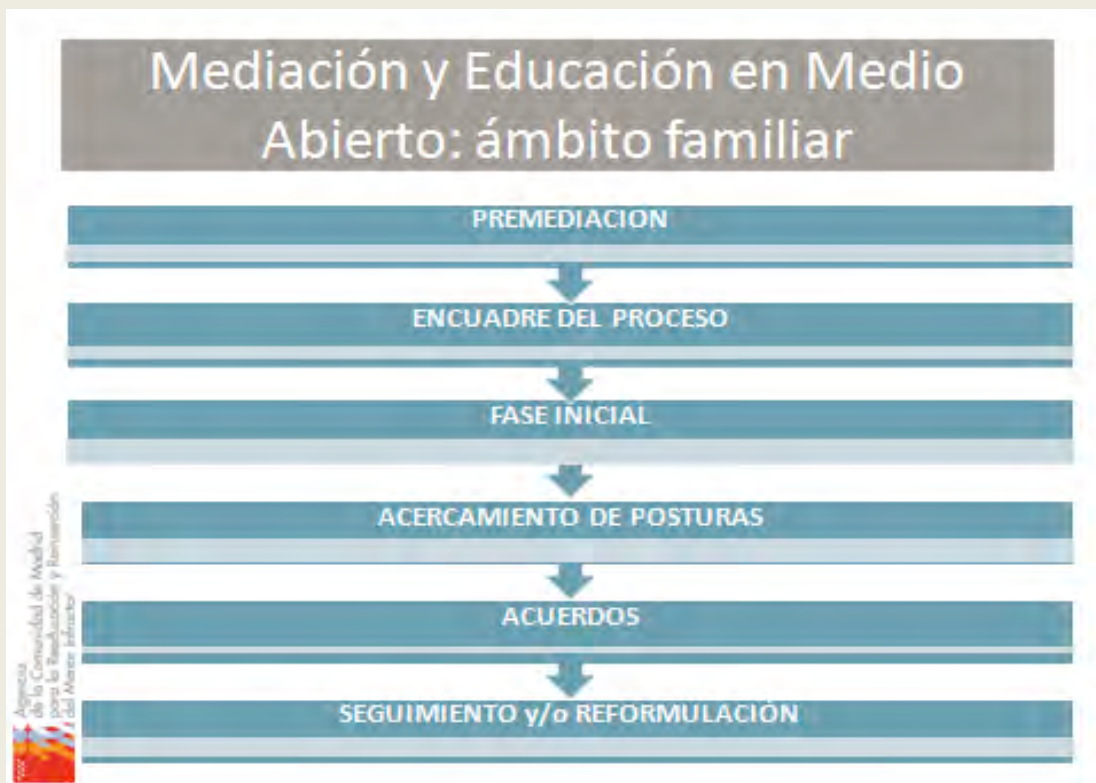 Mediación y Educación en Medio
Abierto: ámbito familiar
PREMEDIACION
ENCUADRE DEL PROCESO
FASE INICIAL
ACERCAMIENTO DE POSTURAS
ACUERDOS
SEGUIMIENTO y/o REFORMULACIÓN
Agencia
de la Comunidad de Madrid
para la Reeducación y Reinserción
del Menor Infractor